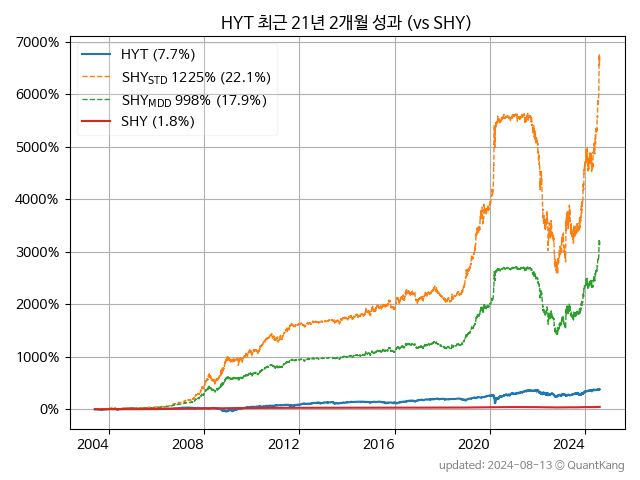 HYT 최근 21년 2개월 성과 (vs SHY)
7000%
6000%
5000%
4000%
3000%
2000%
1000%
0%
HYT (7.7%)
SHY_STD 1225% (22.1%)
SHY_MDD 998% (17.9%)
SHY (1.8%)
2004 2008 2012 2016 2020 2024
updated: 2024-08-13 © QuantKang